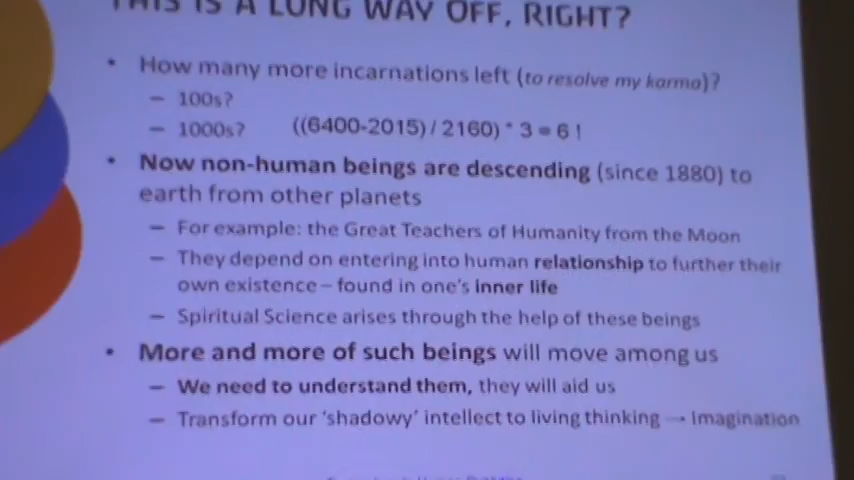 THIS IS A LONG WAY OFF, RIGHT?
• How many more incarnations left (to resolve my karma)?
– 100s?
– 1000s? ((6400-2015) / 2160) * 3 = 6 !
• Now non-human beings are descending (since 1880) to
earth from other planets
– For example: the Great Teachers of Humanity from the Moon
– They depend on entering into human relationship to further their
own existence – found in one's inner life
– Spiritual Science arises through the help of these beings
• More and more of such beings will move among us
– We need to understand them, they will aid us
– Transform our 'shadowy' intellect to living thinking → Imagination